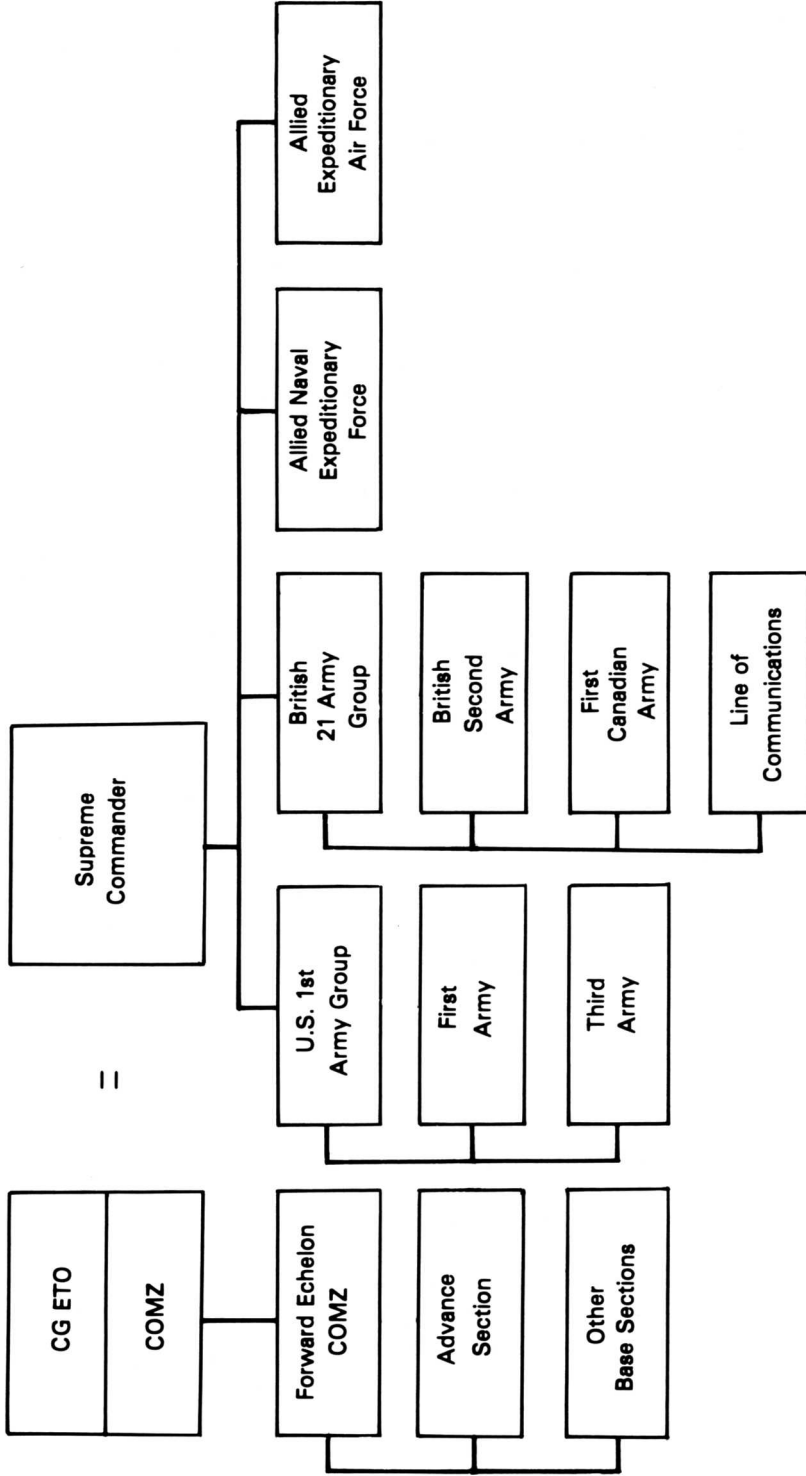 CG ETO
COMZ
=
Supreme
Commander
Forward Echelon
COMZ
Advance
Section
Other
Base Sections
U.S. 1st
Army Group
First
Army
Third
Army
British
21 Army
Group
British
Second
Army
First
Canadian
Army
Line of
Communications
Allied Naval
Expeditionary
Force
Allied
Expeditionary
Air Force